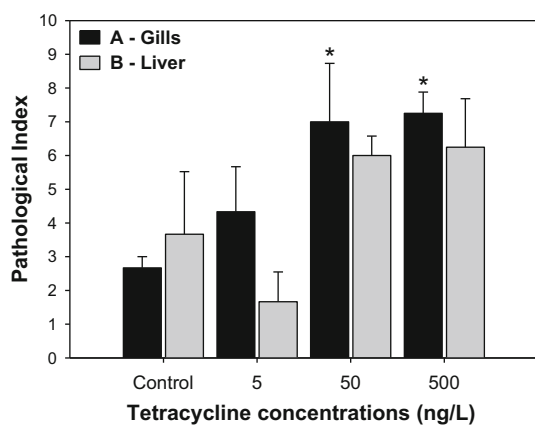 A - Gills
B - Liver
Pathological Index
10
9
8
7
6
5
4
3
2
1
0
* *
Control 5 50 500
Tetracycline concentrations (ng/L)